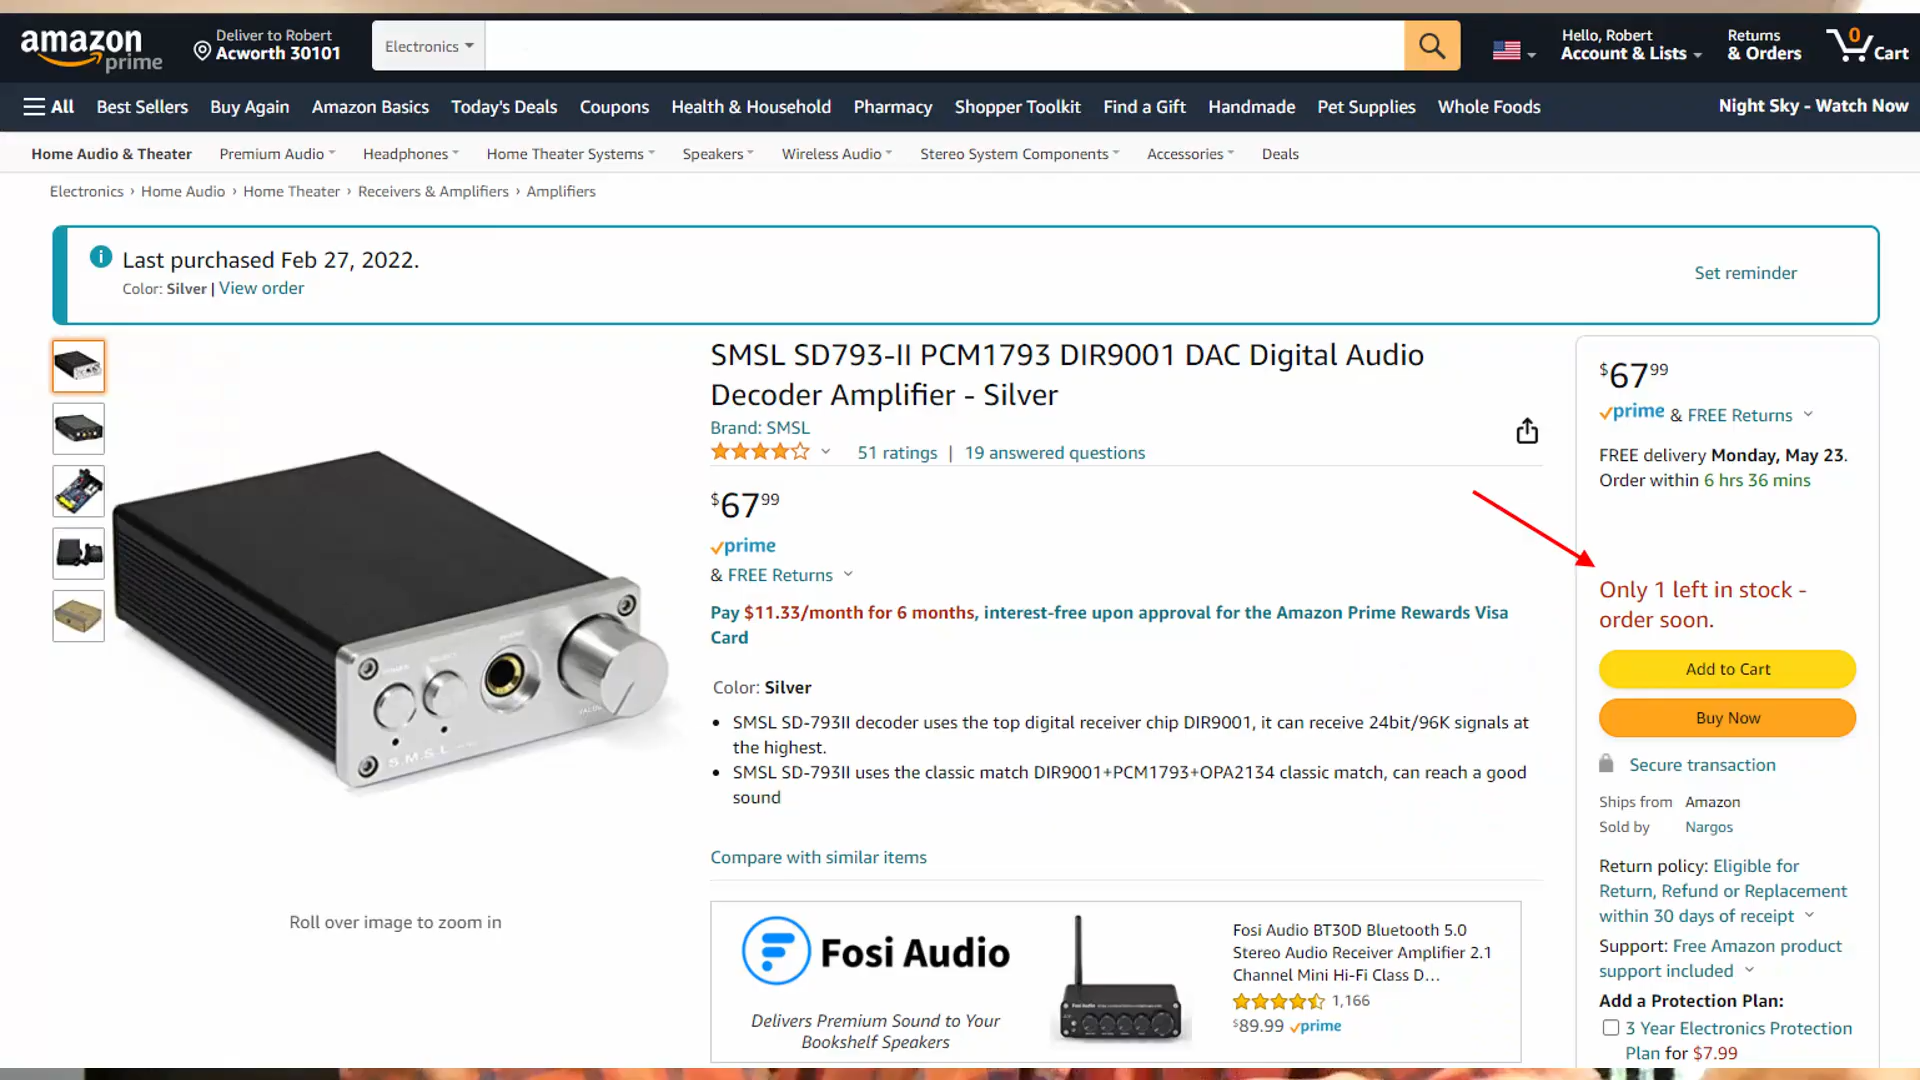 amazon
prime
Deliver to Robert
Acworth 30101
Electronics
Hello, Robert
Account & Lists
Returns
& Orders
0
Cart
All
Best Sellers
Buy Again
Amazon Basics
Today's Deals
Coupons
Health & Household
Pharmacy
Shopper Toolkit
Find a Gift
Handmade
Pet Supplies
Whole Foods
Night Sky - Watch Now
Home Audio & Theater
Premium Audio
Headphones
Home Theater Systems
Speakers
Wireless Audio
Stereo System Components
Accessories
Deals
Electronics › Home Audio › Home Theater › Receivers & Amplifiers › Amplifiers
Last purchased Feb 27, 2022.
Color: Silver | View order
Set reminder
SMSL SD793-II PCM1793 DIR9001 DAC Digital Audio
Decoder Amplifier - Silver
Brand: SMSL
51 ratings | 19 answered questions
$67 99
prime
& FREE Returns
Pay $11.33/month for 6 months, interest-free upon approval for the Amazon Prime Rewards Visa
Card
Color: Silver
• SMSL SD-793II decoder uses the top digital receiver chip DIR9001, it can receive 24bit/96K signals at
the highest.
• SMSL SD-793II uses the classic match DIR9001+PCM1793+OPA2134 classic match, can reach a good
sound
Compare with similar items
S.M.S.L
Roll over image to zoom in
Fosi Audio
Delivers Premium Sound to Your
Bookshelf Speakers
Fosi Audio
Fosi Audio BT30D Bluetooth 5.0
Stereo Audio Receiver Amplifier 2.1
Channel Mini Hi-Fi Class D...
1,166
$89.99 prime
$67 99
prime & FREE Returns
FREE delivery Monday, May 23.
Order within 6 hrs 36 mins
Only 1 left in stock -
order soon.
Add to Cart
Buy Now
Secure transaction
Ships from Amazon
Sold by Nargos
Return policy: Eligible for
Return, Refund or Replacement
within 30 days of receipt
Support: Free Amazon product
support included
Add a Protection Plan:
3 Year Electronics Protection
Plan for $7.99